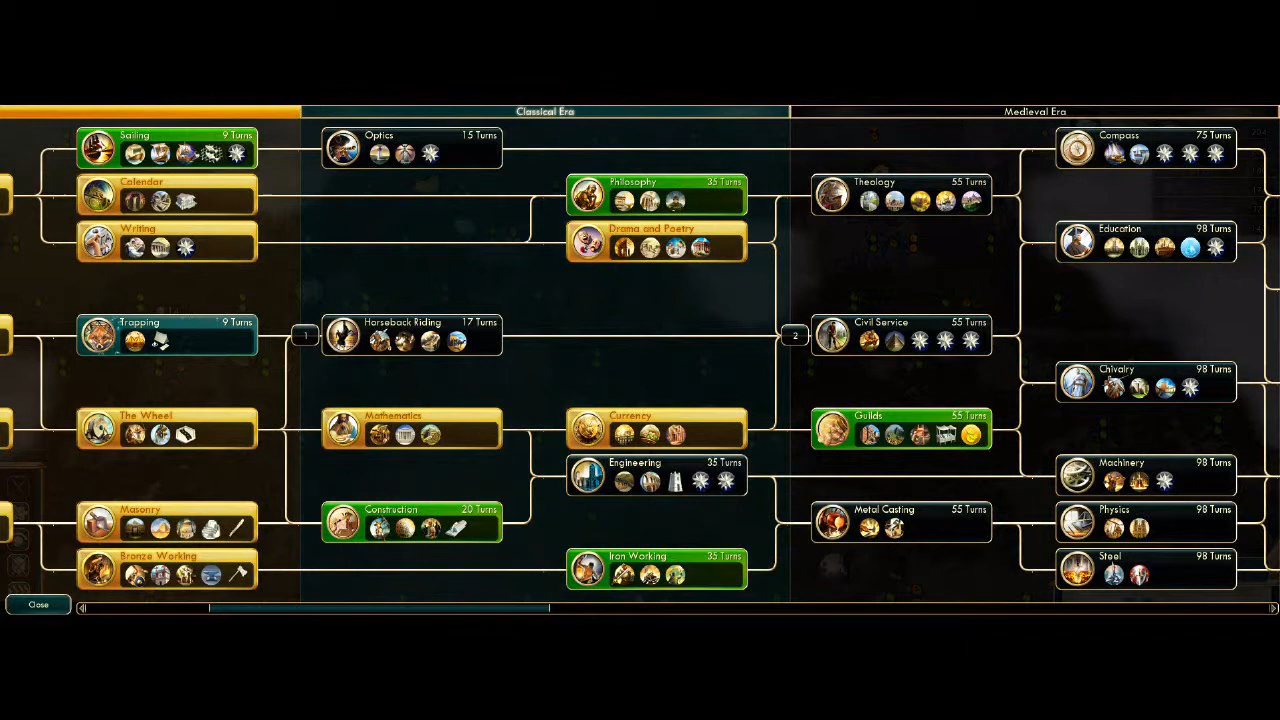 Classical Era
Medieval Era
Sailing 9 Turns
Optics 15 Turns
Compass 75 Turns
Calendar
Philosophy 35 Turns
Theology 55 Turns
Writing
Drama and Poetry
Education 98 Turns
Trapping 9 Turns
1
Horseback Riding 17 Turns
2
Civil Service 55 Turns
Chivalry 98 Turns
The Wheel
Mathematics
Currency
Guilds 55 Turns
Engineering 35 Turns
Machinery 98 Turns
Masonry
Construction 20 Turns
Metal Casting 55 Turns
Physics 98 Turns
Bronze Working
Iron Working 35 Turns
Steel 98 Turns
Close